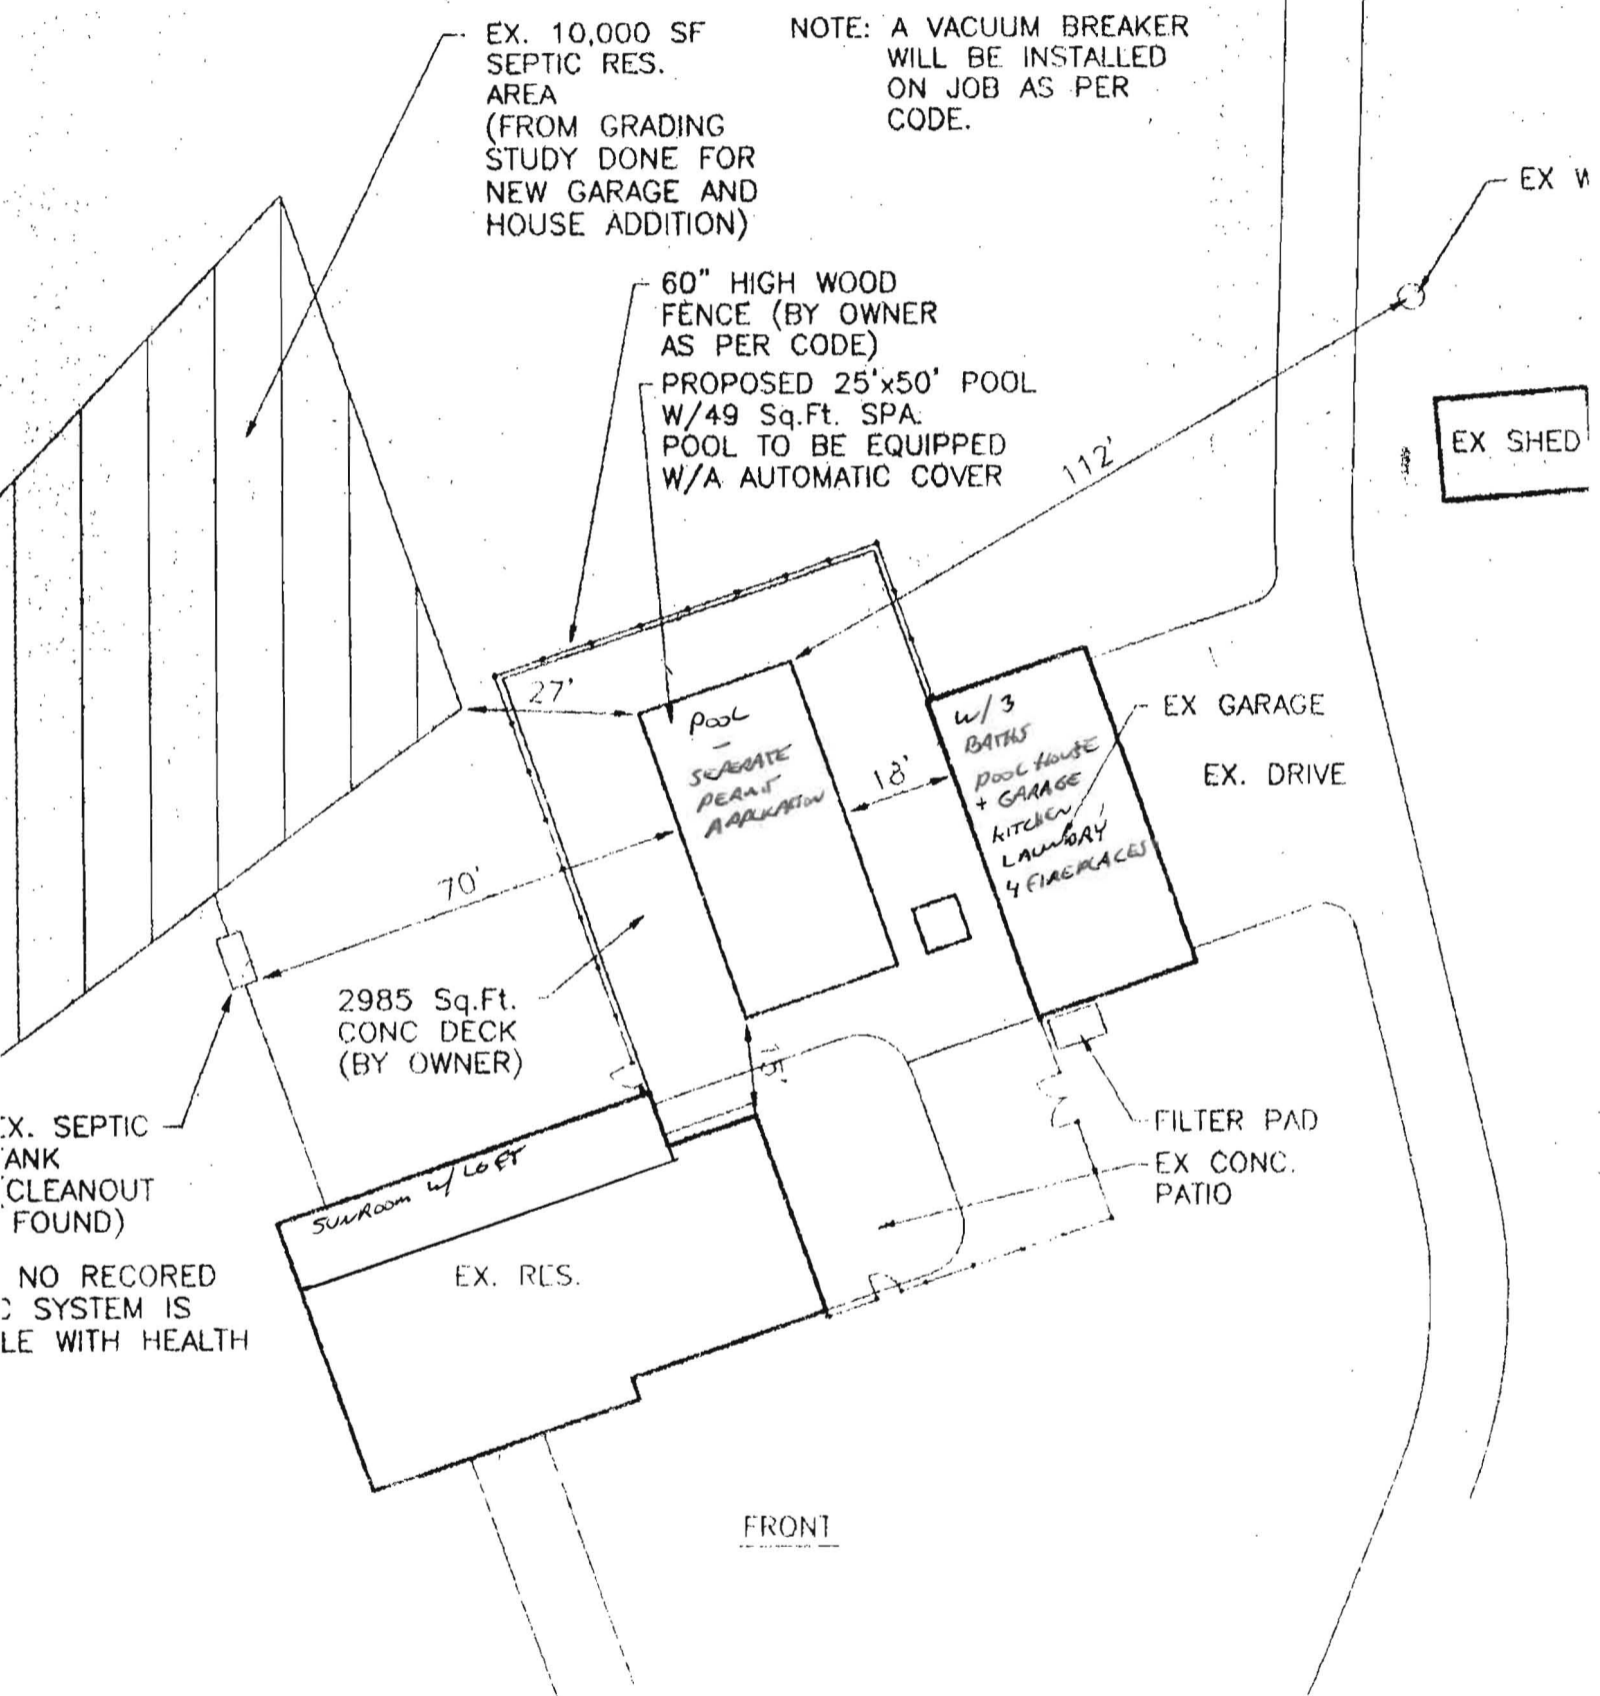 EX. 10,000 SF
SEPTIC RES.
AREA
(FROM GRADING
STUDY DONE FOR
NEW GARAGE AND
HOUSE ADDITION)
NOTE: A VACUUM BREAKER
WILL BE INSTALLED
ON JOB AS PER
CODE.
EX W
60" HIGH WOOD
FENCE (BY OWNER
AS PER CODE)
PROPOSED 25'x50' POOL
W/49 Sq.Ft. SPA.
POOL TO BE EQUIPPED
W/A AUTOMATIC COVER
112'
EX SHED
27'
POOL
-
SEPERATE
PERMIT
APPLICATION
18'
W/3
BATHS
POOL HOUSE
+ GARAGE
KITCHEN
LAUNDRY
4 FIREPLACES
EX GARAGE
EX. DRIVE
70'
2985 Sq.Ft.
CONC DECK
(BY OWNER)
15'
EX. SEPTIC
TANK
CLEANOUT
FOUND)
NO RECORED
C SYSTEM IS
LE WITH HEALTH
FILTER PAD
EX CONC.
PATIO
SUNROOM W/ LOFT
EX. RES.
FRONT